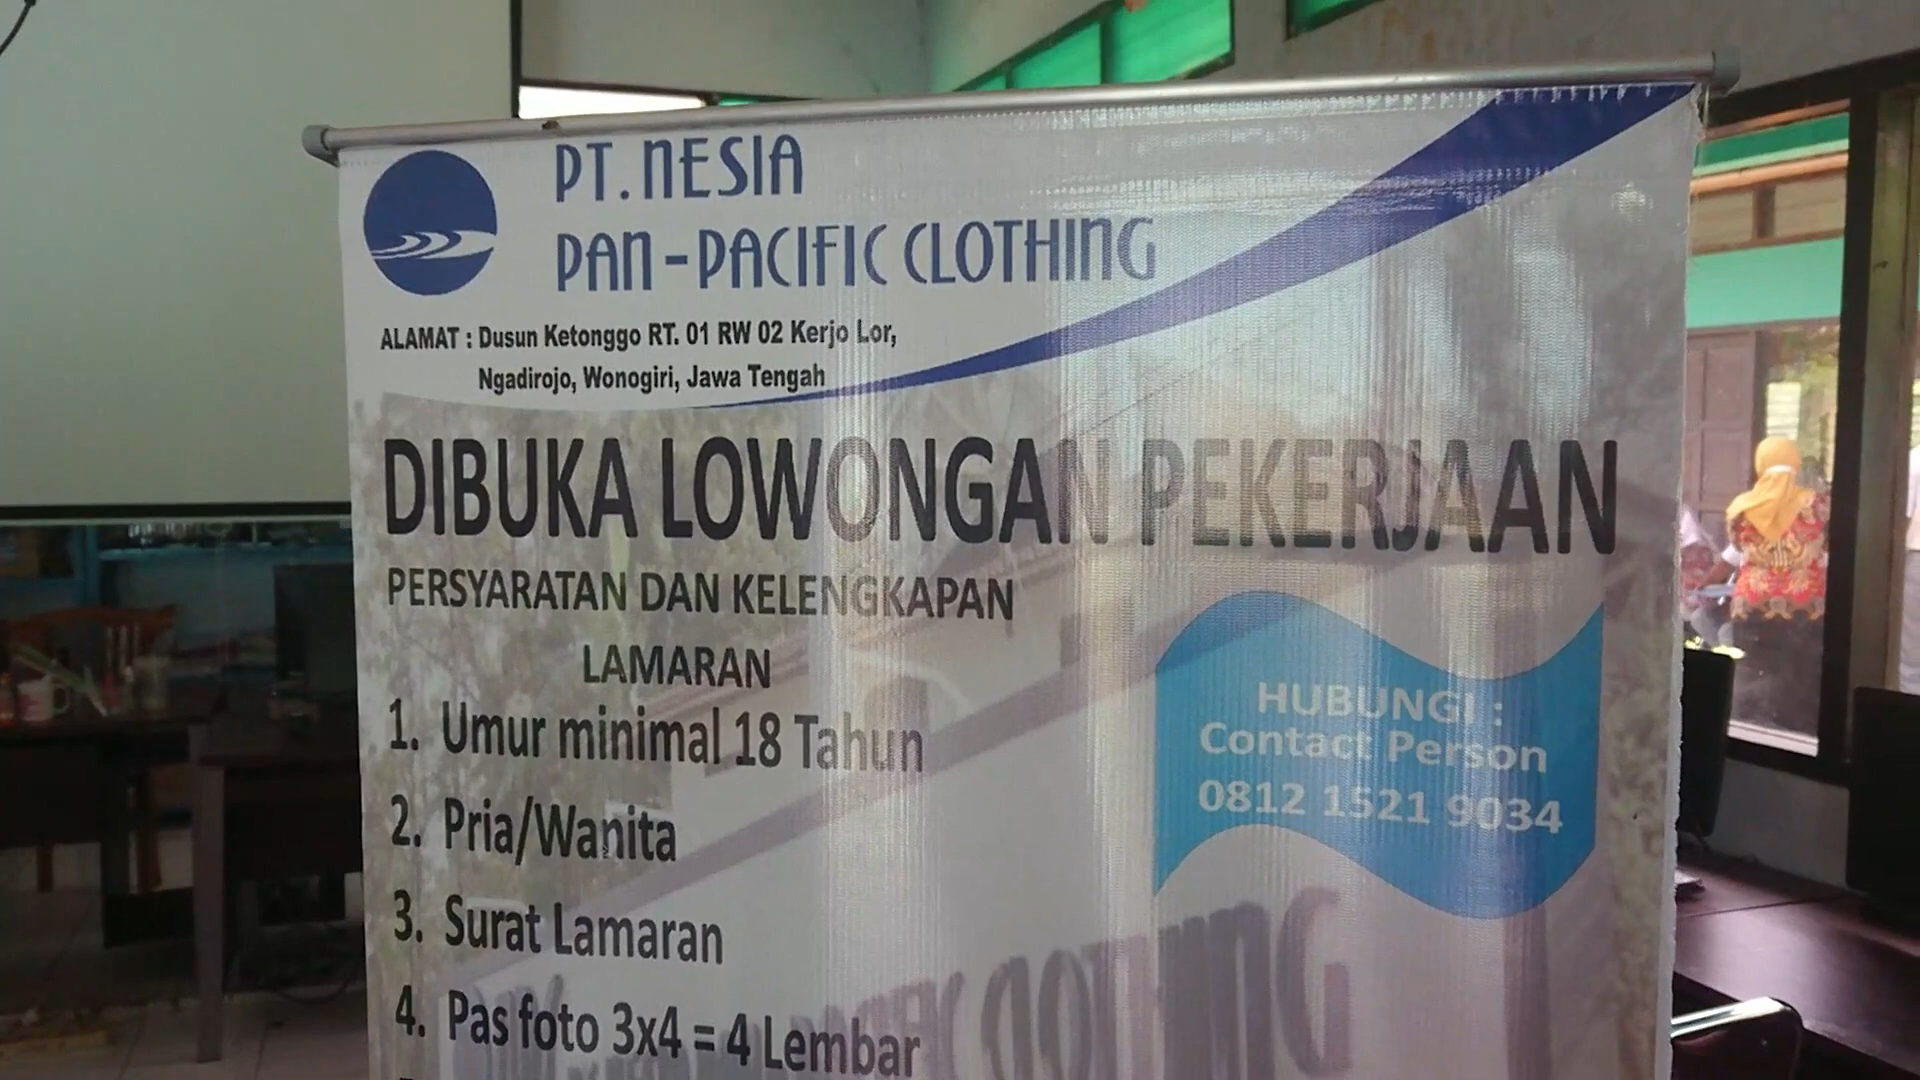 PT. NESIA
PAN-PACIFIC CLOTHING
ALAMAT : Dusun Ketonggo RT. 01 RW 02 Kerjo Lor,
Ngadirojo, Wonogiri, Jawa Tengah
DIBUKA LOWONGAN PEKERJAAN
PERSYARATAN DAN KELENGKAPAN
LAMARAN
1. Umur minimal 18 Tahun
2. Pria/Wanita
3. Surat Lamaran
4. Pas foto 3x4 = 4 Lembar
HUBUNGI :
Contact Person
0812 1521 9034
CLOTHING